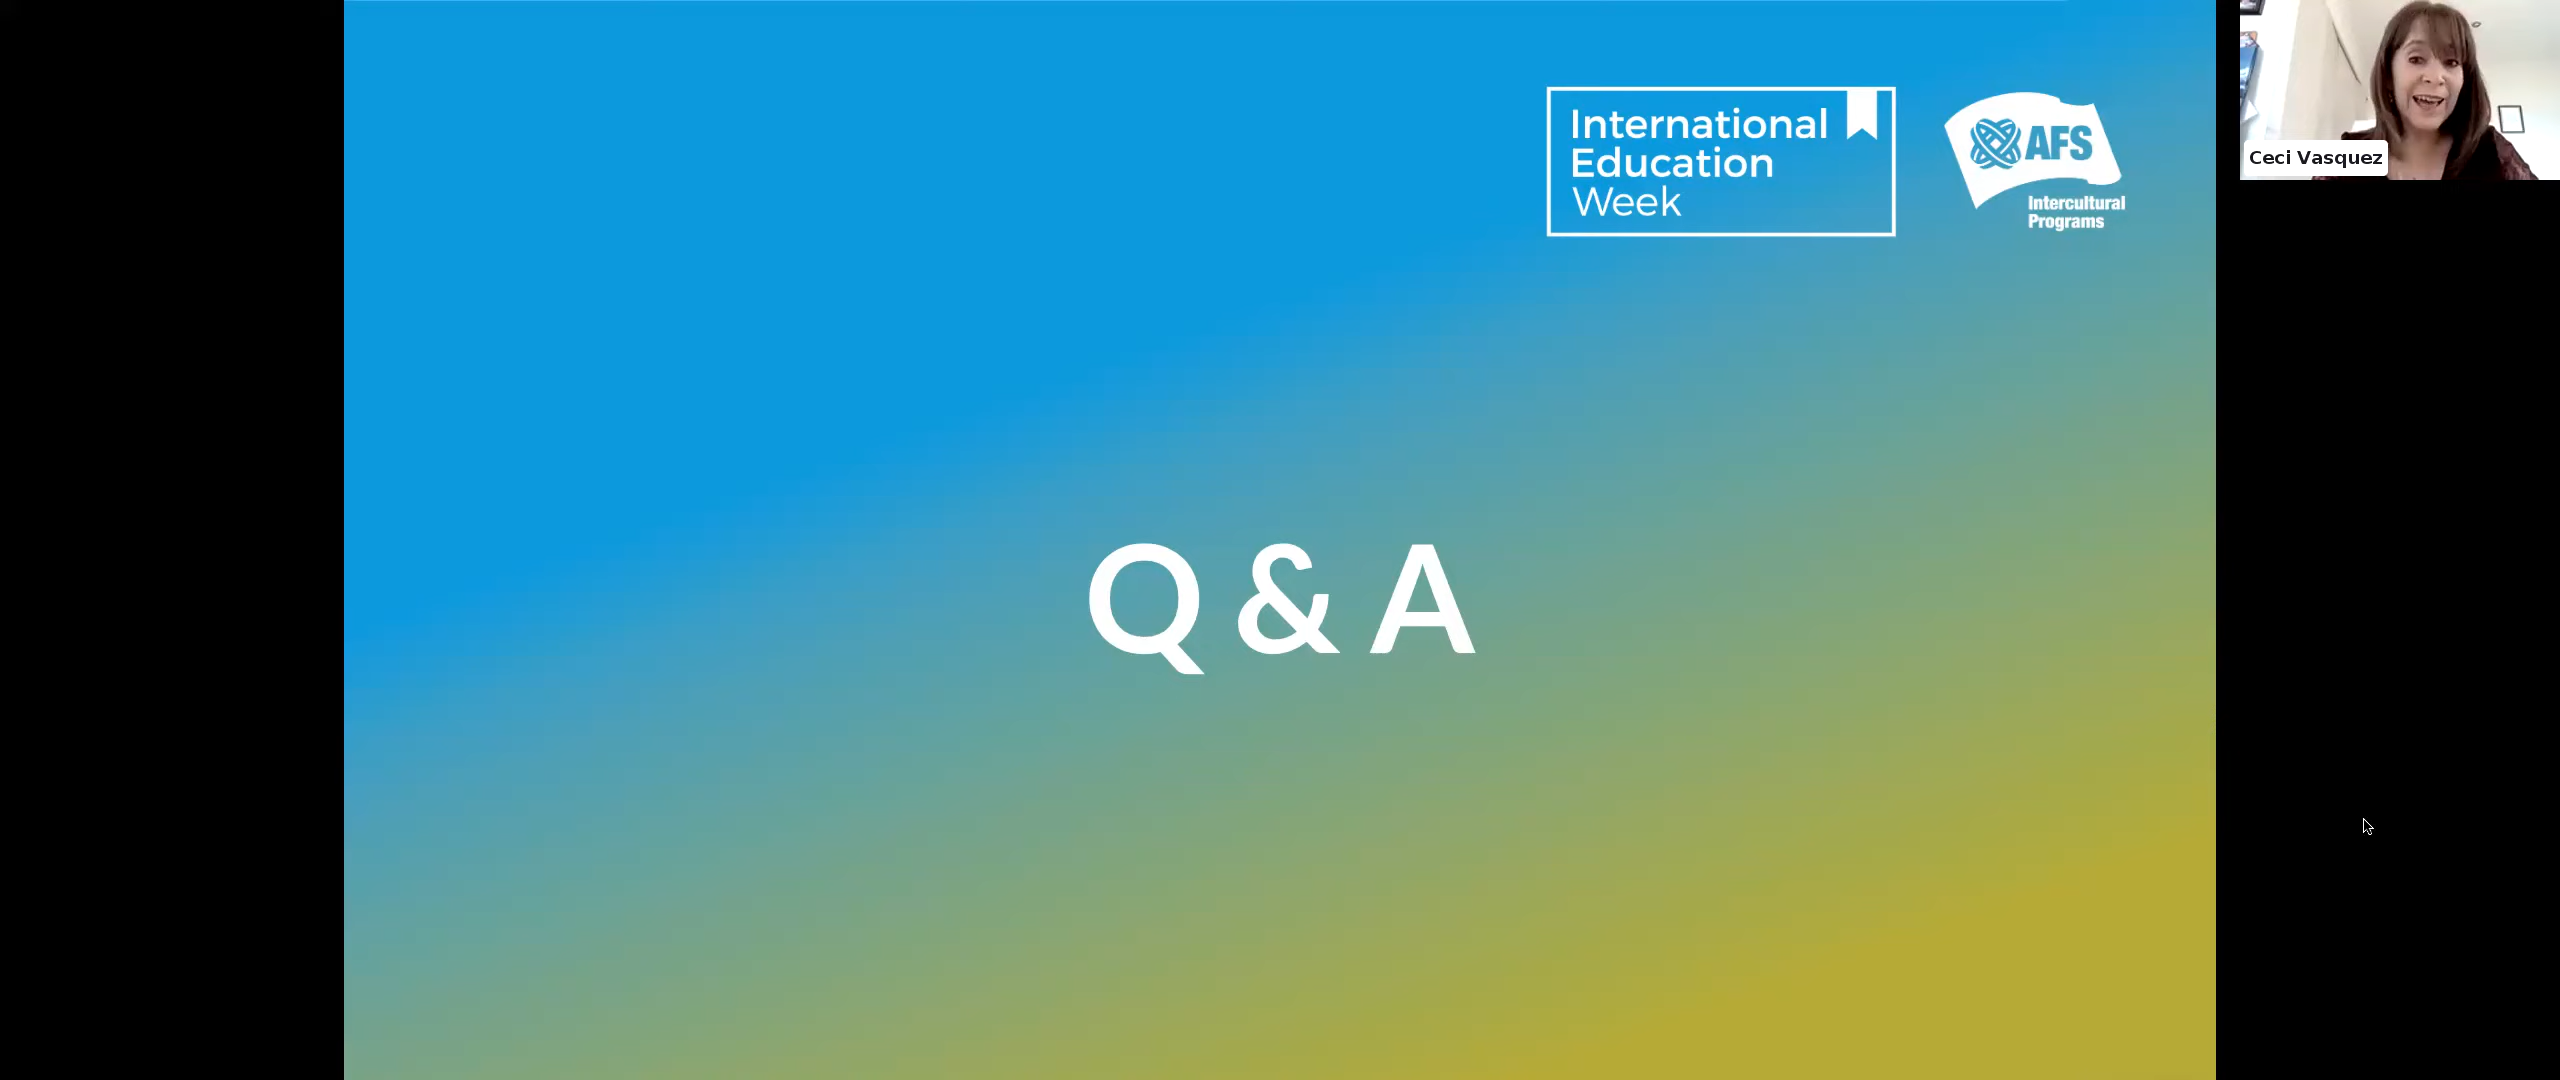 International
Education
Week
AFS
Intercultural
Programs
Ceci Vasquez
Q & A